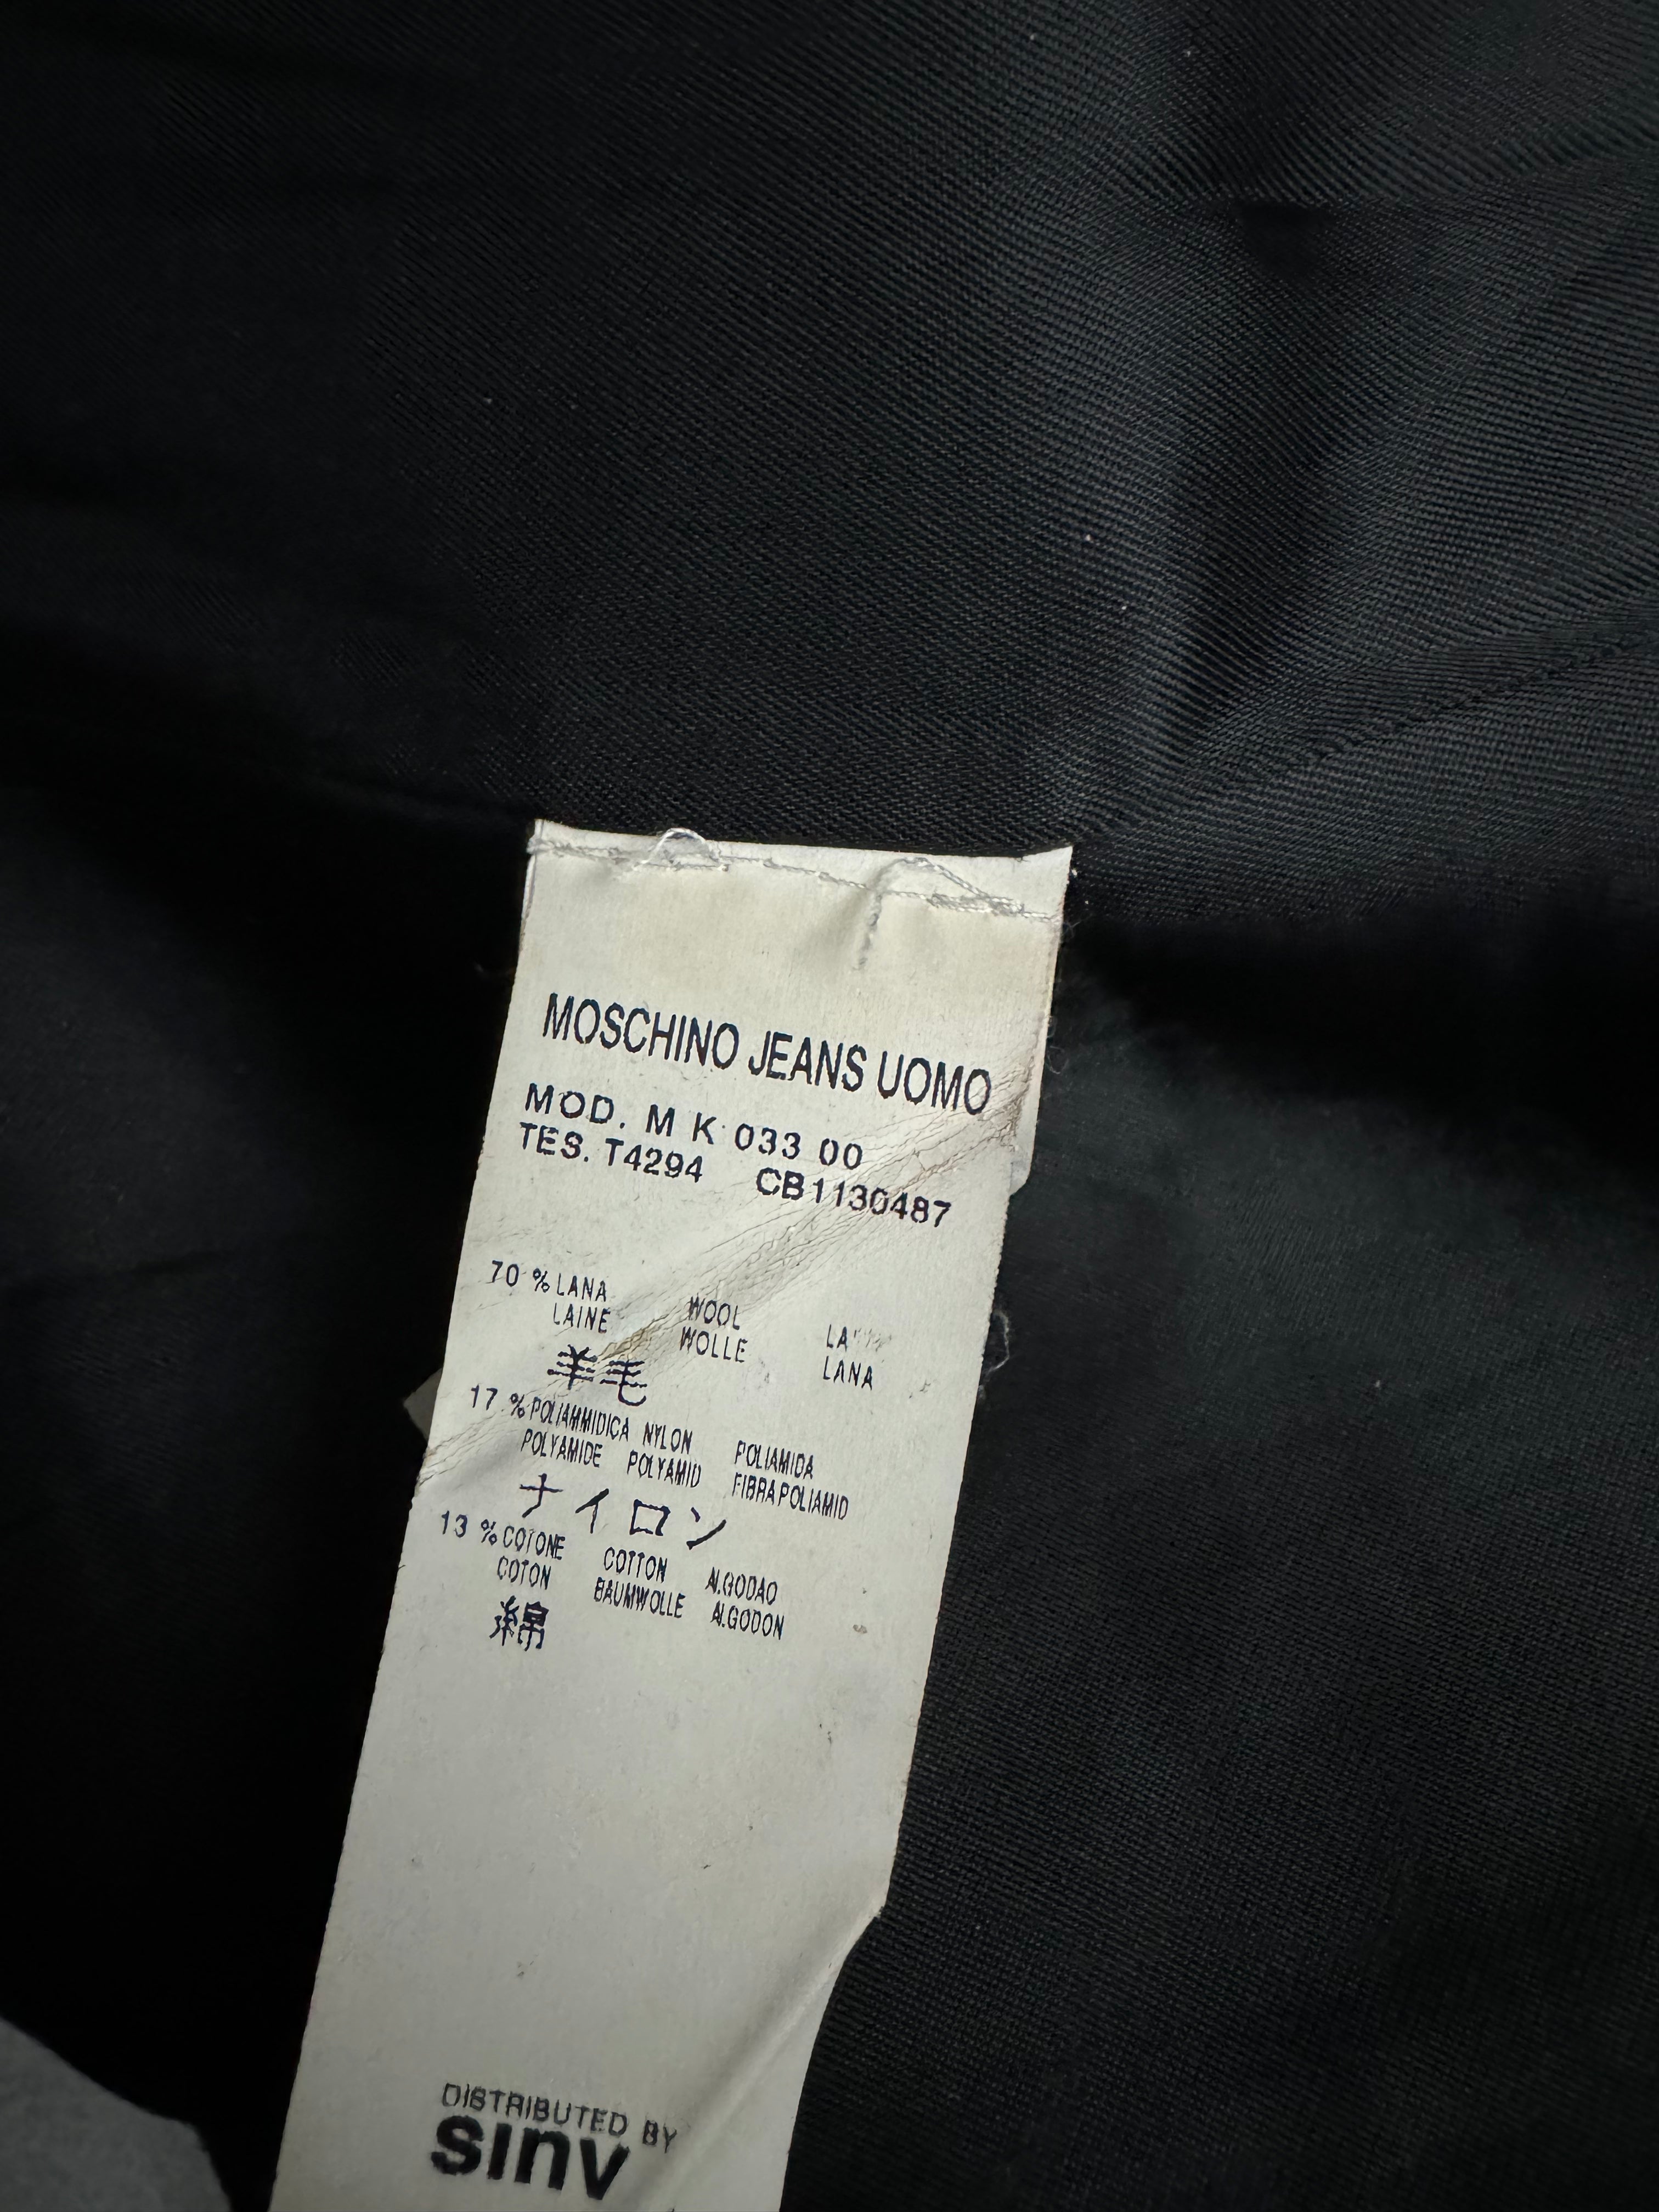 MOSCHINO JEANS UOMO
MOD. M K 033 00
TES. T4294 CB1130487
70 % LANA WOOL
LAINE WOLLE LANA
羊毛
17 % POLIAMMIDICA NYLON POLIAMIDA
POLYAMIDE POLYAMID FIBRA POLIAMID
ナイロン
13 % COTONE COTTON ALGODAO
COTON BAUMWOLLE ALGODON
綿
DISTRIBUTED BY
sinv